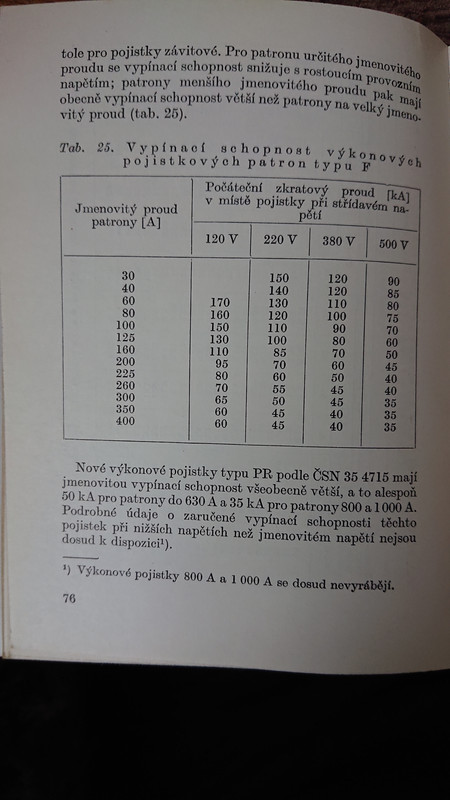 tole pro pojistky závitové. Pro patronu určitého jmenovitého
proudu se vypínací schopnost snižuje s rostoucím provozním
napětím; patrony menšího jmenovitého proudu pak mají
obecně vypínací schopnost větší než patrony na velký jmeno-
vitý proud (tab. 25).
Tab. 25. Vypínací schopnost výkonových
pojistkových patron typu F
Jmenovitý proud
patrony [A]
Počáteční zkratový proud [kA]
v místě pojistky při střídavém na-
pětí
120 V 220 V 380 V 500 V
30 150 120 90
40 140 120 85
60 170 130 110 80
80 160 120 100 75
100 150 110 90 70
125 130 100 80 60
160 110 85 70 50
200 95 70 60 45
225 80 60 50 40
260 70 55 45 40
300 65 50 45 35
350 60 45 40 35
400 60 45 40 35
Nové výkonové pojistky typu PR podle ČSN 35 4715 mají
jmenovitou vypínací schopnost všeobecně větší, a to alespoň
50 kA pro patrony do 630 A a 35 kA pro patrony 800 a 1 000 A.
Podrobné údaje o zaručené vypínací schopnosti těchto
pojistek při nižších napětích než jmenovitém napětí nejsou
dosud k dispozici¹).
¹) Výkonové pojistky 800 A a 1 000 A se dosud nevyrábějí.
76